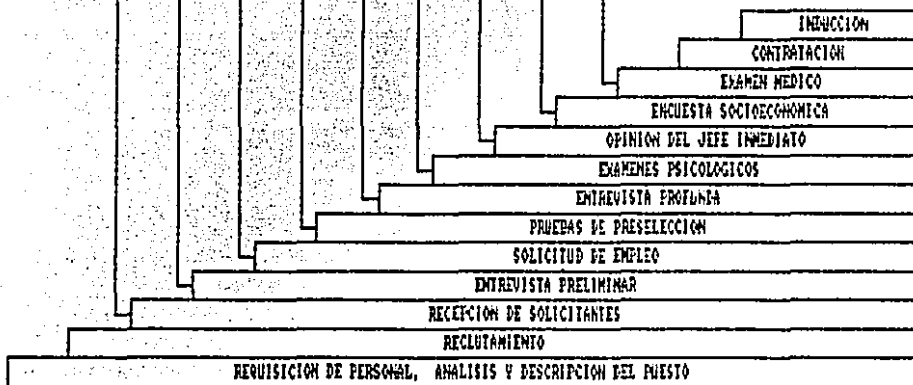 INDUCCION
CONTRATACION
EXAMEN MEDICO
ENCUESTA SOCIOECONOMICA
OPINION DEL JEFE INMEDIATO
EXAMENES PSICOLOGICOS
ENTREVISTA PROFUNDA
PRUEBAS DE PRESELECCION
SOLICITUD DE EMPLEO
ENTREVISTA PRELIMINAR
RECEPCION DE SOLICITANTES
RECLUTAMIENTO
REQUISICION DE PERSONAL, ANALISIS Y DESCRIPCION DEL PUESTO